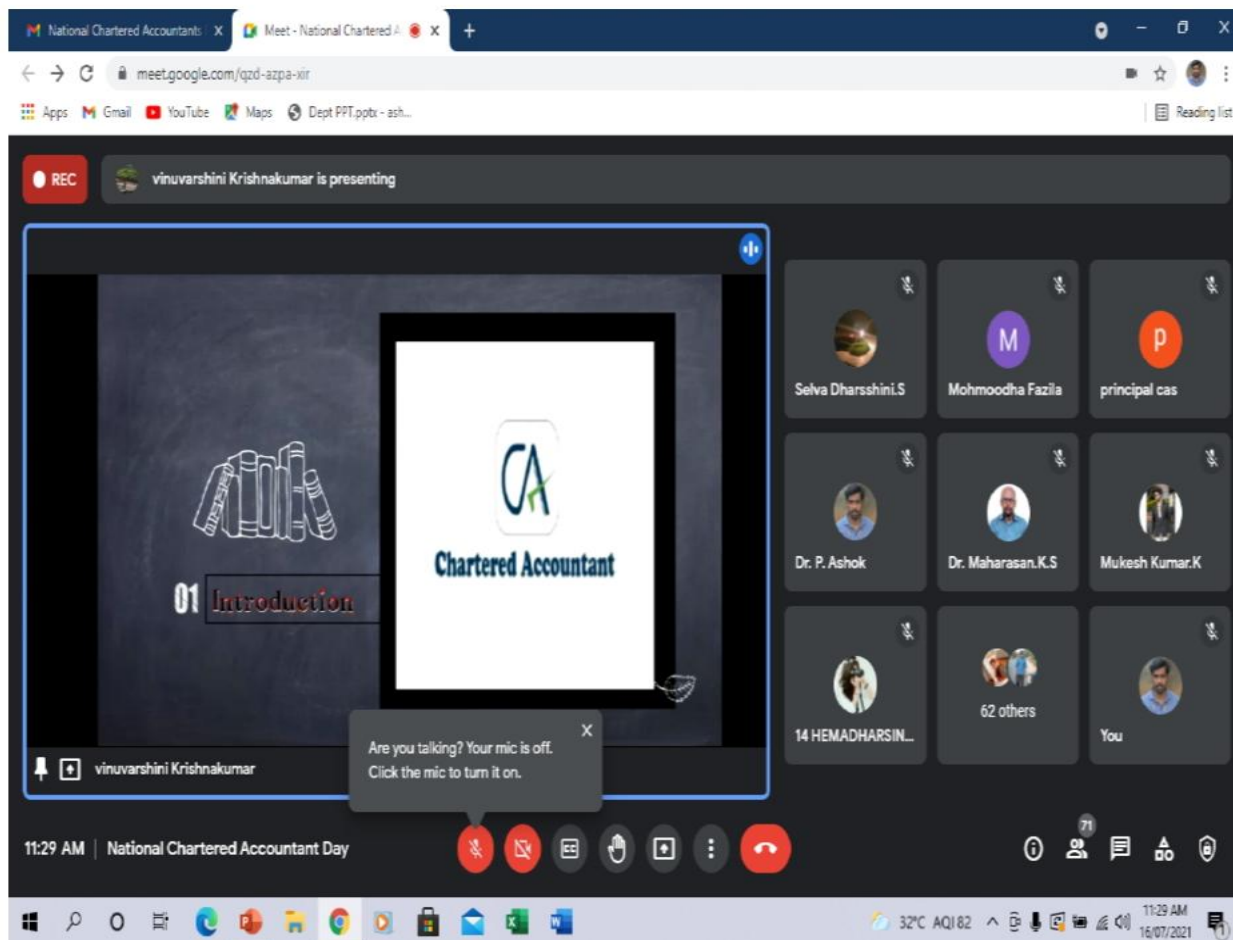 National Chartered Accountants
Meet - National Chartered A
meet.google.com/qzd-azpa-xir
Apps Gmail YouTube Maps Dept PPT.pptx - ash...
Reading list
REC
vinuvarshini Krishnakumar is presenting
01 Introduction
CA
Chartered Accountant
vinuvarshini Krishnakumar
Selva Dharsshini.S
M
Mohmoodha Fazila
p
principal cas
Dr. P. Ashok
Dr. Maharasan.K.S
Mukesh Kumar.K
14 HEMADHARSIN...
62 others
You
Are you talking? Your mic is off.
Click the mic to turn it on.
11:29 AM | National Chartered Accountant Day
CC
71
32°C AQI 82
11:29 AM
16/07/2021
1